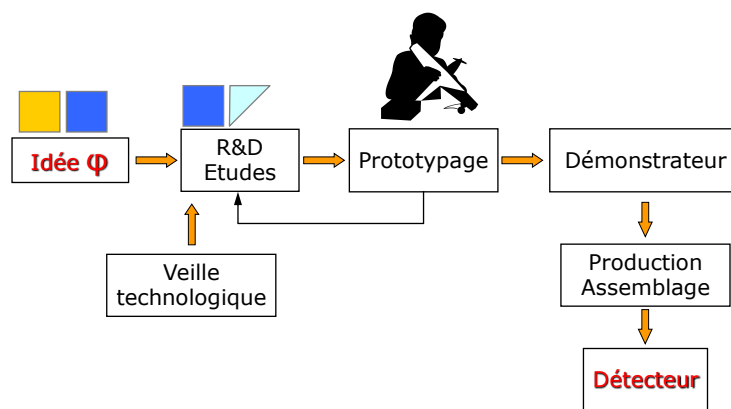 Idée φ
R&D
Etudes
Prototypage
Démonstrateur
Veille
technologique
Production
Assemblage
Détecteur